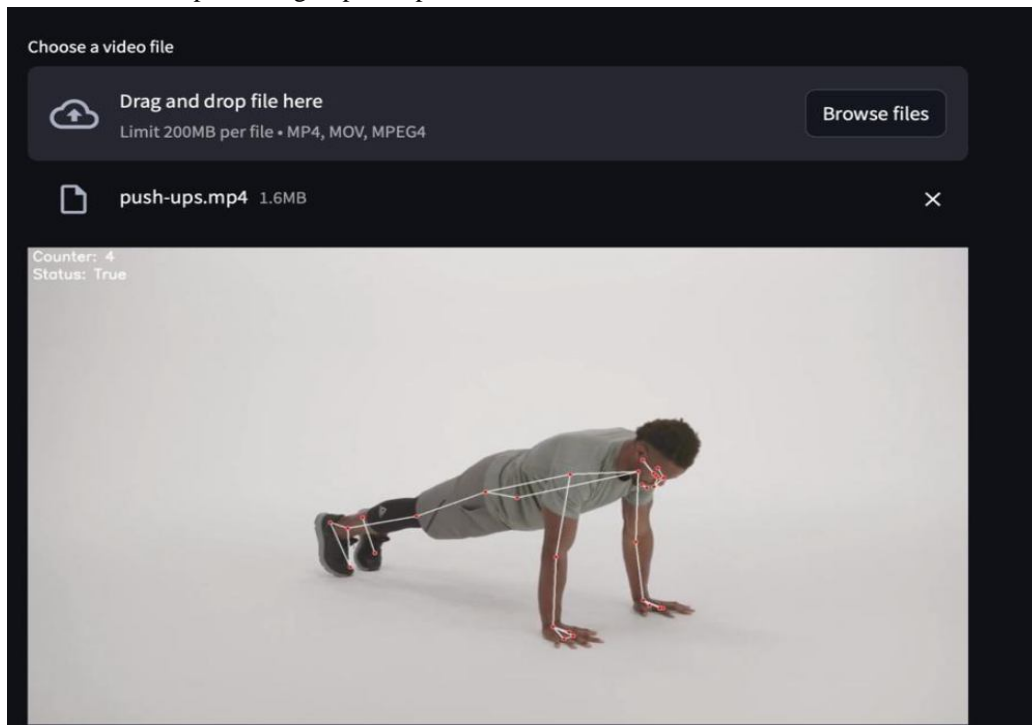 Choose a video file
Drag and drop file here
Limit 200MB per file • MP4, MOV, MPEG4
Browse files
push-ups.mp4 1.6MB
Counter: 4
Status: True